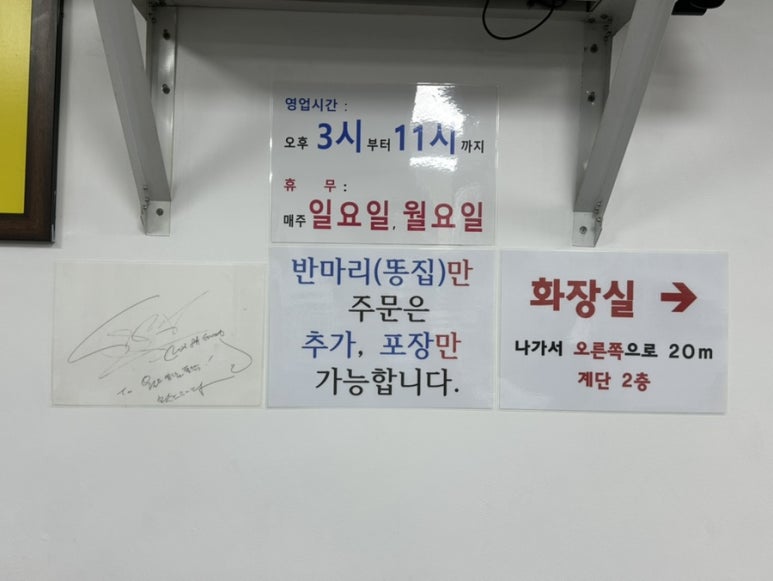 영업시간 :
오후 3시부터 11시까지
휴 무 :
매주 일요일, 월요일
반마리(똥집)만
주문은
추가, 포장만
가능합니다.
화장실 →
나가서 오른쪽으로 20m
계단 2층
To